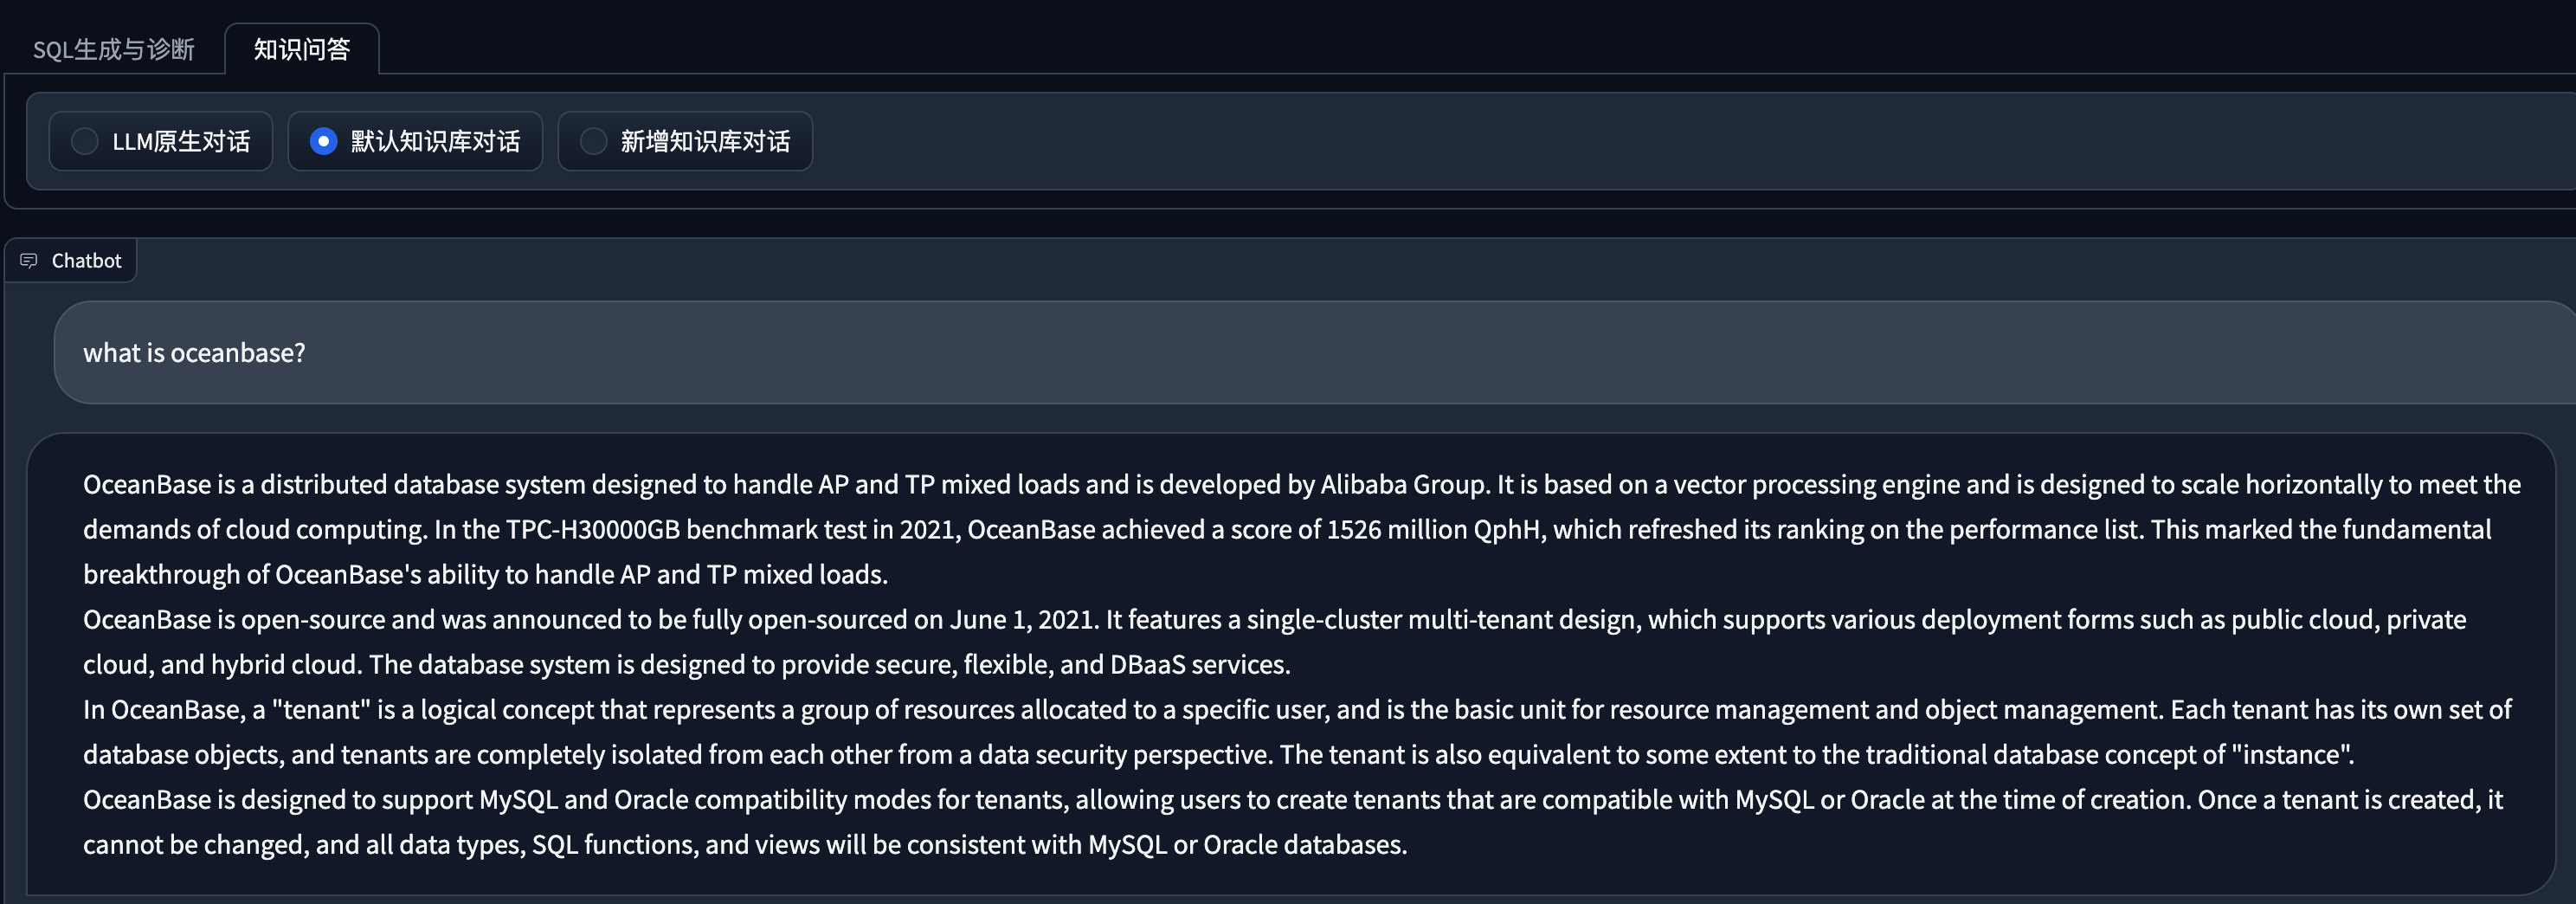 SQL生成与诊断 知识问答
LLM原生对话 默认知识库对话 新增知识库对话
Chatbot
what is oceanbase?
OceanBase is a distributed database system designed to handle AP and TP mixed loads and is developed by Alibaba Group. It is based on a vector processing engine and is designed to scale horizontally to meet the
demands of cloud computing. In the TPC-H30000GB benchmark test in 2021, OceanBase achieved a score of 1526 million QphH, which refreshed its ranking on the performance list. This marked the fundamental
breakthrough of OceanBase's ability to handle AP and TP mixed loads.
OceanBase is open-source and was announced to be fully open-sourced on June 1, 2021. It features a single-cluster multi-tenant design, which supports various deployment forms such as public cloud, private
cloud, and hybrid cloud. The database system is designed to provide secure, flexible, and DBaaS services.
In OceanBase, a "tenant" is a logical concept that represents a group of resources allocated to a specific user, and is the basic unit for resource management and object management. Each tenant has its own set of
database objects, and tenants are completely isolated from each other from a data security perspective. The tenant is also equivalent to some extent to the traditional database concept of "instance".
OceanBase is designed to support MySQL and Oracle compatibility modes for tenants, allowing users to create tenants that are compatible with MySQL or Oracle at the time of creation. Once a tenant is created, it
cannot be changed, and all data types, SQL functions, and views will be consistent with MySQL or Oracle databases.